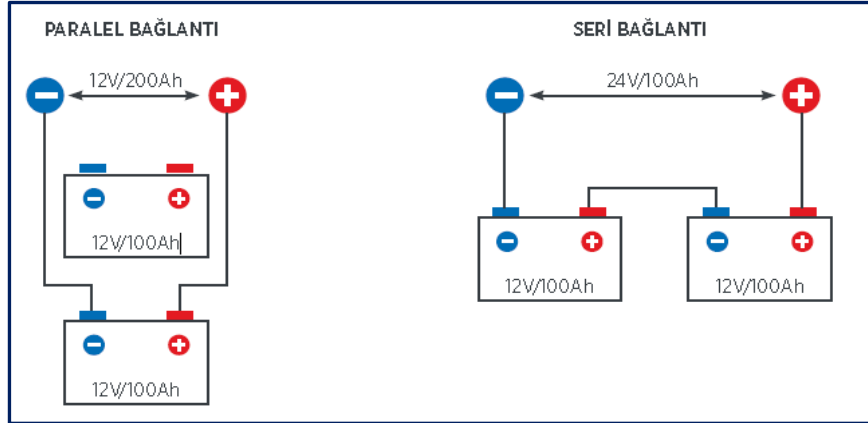 PARALEL BAĞLANTI
12V/200Ah
12V/100Ah
12V/100Ah
SERİ BAĞLANTI
24V/100Ah
12V/100Ah
12V/100Ah